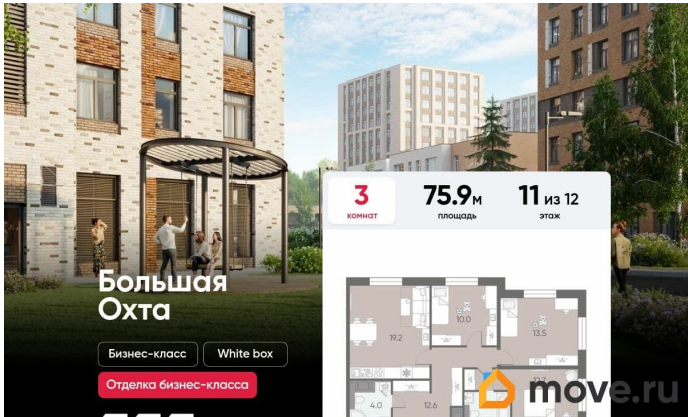 3
комнат
75.9 м
площадь
11 из 12
этаж
Большая
Охта
Бизнес-класс
White box
Отделка бизнес-класса
19.2
10.0
13.5
4.0
12.6
move.ru